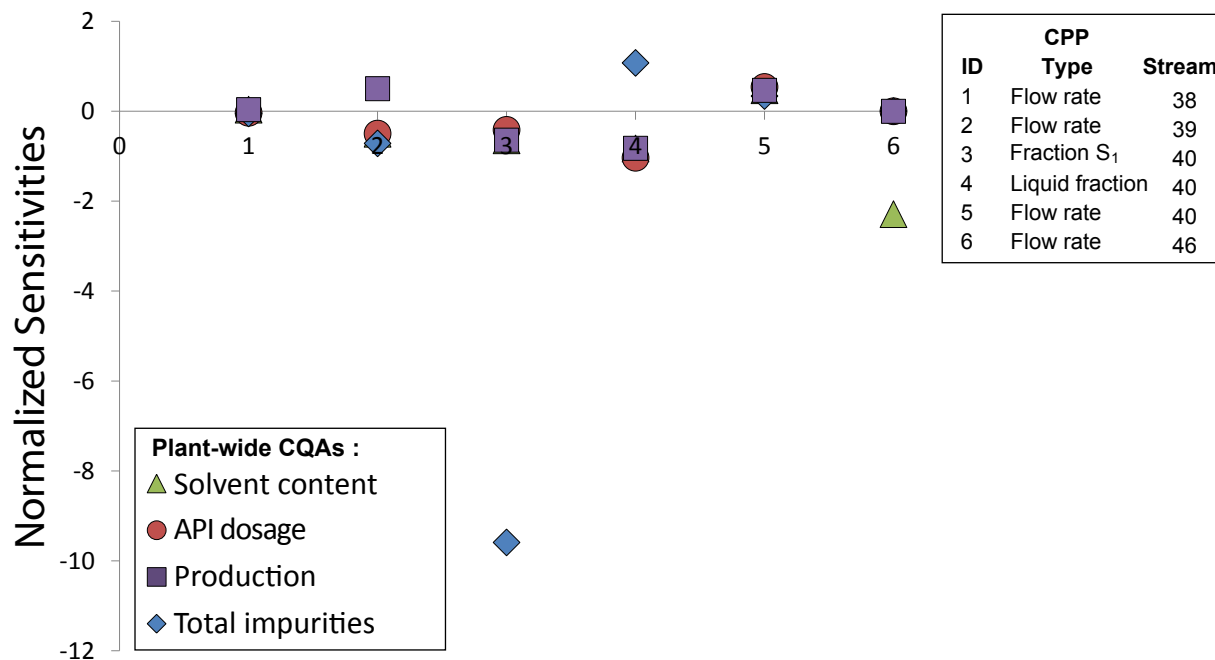 2
0
-2
-4
-6
-8
-10
-12
0 1 2 3 4 5 6
Normalized Sensitivities
CPP
ID Type Stream
1 Flow rate 38
2 Flow rate 39
3 Fraction S₁ 40
4 Liquid fraction 40
5 Flow rate 40
6 Flow rate 46
Plant-wide CQAs :
Solvent content
API dosage
Production
Total impurities